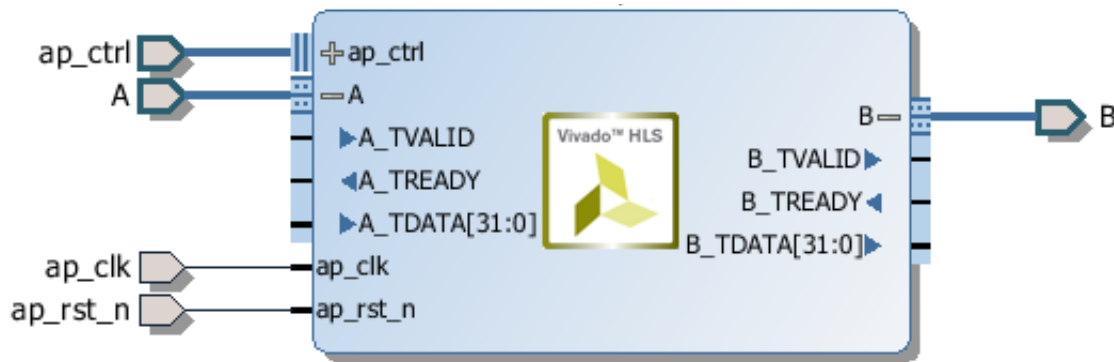 ap_ctrl
A
ap_clk
ap_rst_n
ap_ctrl
A
A_TVALID
A_TREADY
A_TDATA[31:0]
ap_clk
ap_rst_n
Vivado™ HLS
B
B_TVALID
B_TREADY
B_TDATA[31:0]
B